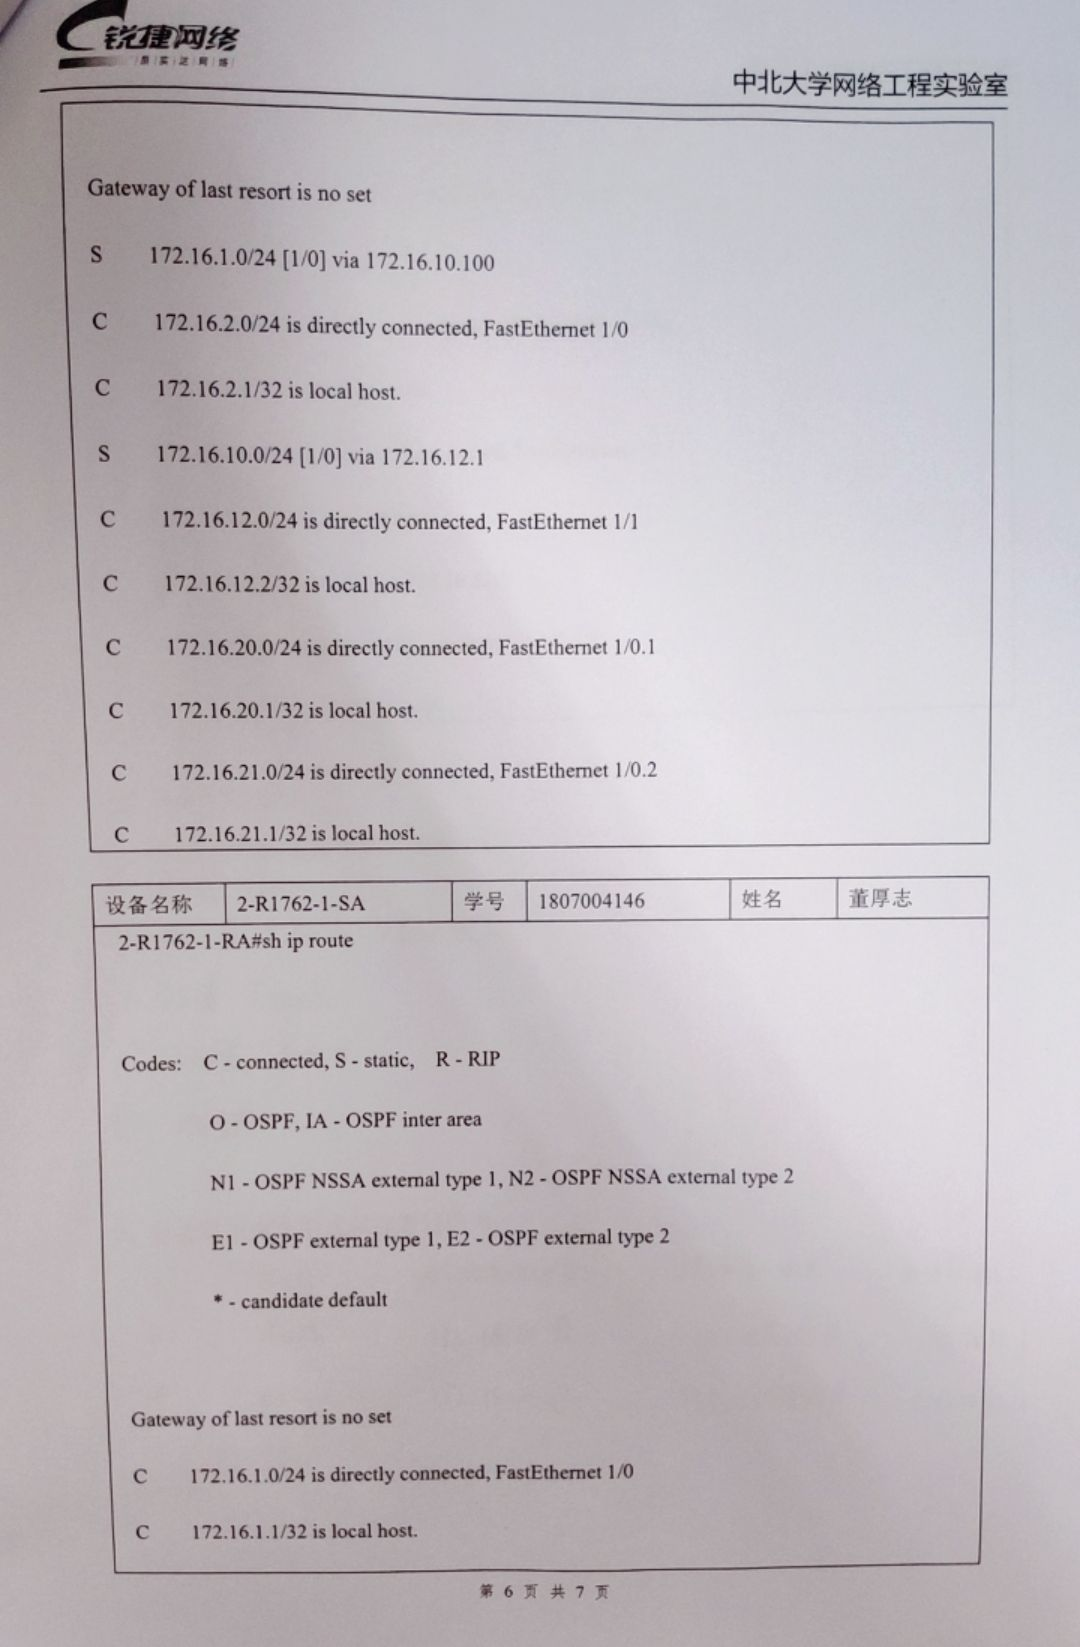 锐捷网络
原|实|达|网|络
中北大学网络工程实验室
Gateway of last resort is no set
S 172.16.1.0/24 [1/0] via 172.16.10.100
C 172.16.2.0/24 is directly connected, FastEthernet 1/0
C 172.16.2.1/32 is local host.
S 172.16.10.0/24 [1/0] via 172.16.12.1
C 172.16.12.0/24 is directly connected, FastEthernet 1/1
C 172.16.12.2/32 is local host.
C 172.16.20.0/24 is directly connected, FastEthernet 1/0.1
C 172.16.20.1/32 is local host.
C 172.16.21.0/24 is directly connected, FastEthernet 1/0.2
C 172.16.21.1/32 is local host.
设备名称 2-R1762-1-SA 学号 1807004146 姓名 董厚志
2-R1762-1-RA#sh ip route
Codes: C - connected, S - static, R - RIP
O - OSPF, IA - OSPF inter area
N1 - OSPF NSSA external type 1, N2 - OSPF NSSA external type 2
E1 - OSPF external type 1, E2 - OSPF external type 2
* - candidate default
Gateway of last resort is no set
C 172.16.1.0/24 is directly connected, FastEthernet 1/0
C 172.16.1.1/32 is local host.
第 6 页 共 7 页